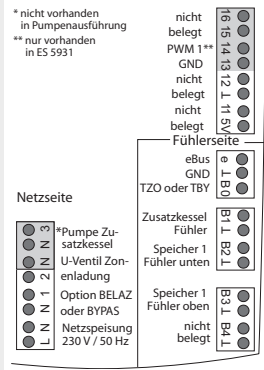 * nicht vorhanden
in Pumpenausführung
** nur vorhanden
in ES 5931
nicht 16
belegt 15
PWM 1** 14
GND 13
nicht 12
belegt ⊥
nicht 11
belegt 5V
Fühlerseite
eBus e
GND ⊥
TZO oder TBY B0
Zusatzkessel B1
Fühler ⊥
Speicher 1 B2
Fühler unten ⊥
Speicher 1 B3
Fühler oben ⊥
nicht B4
belegt ⊥
Netzseite
3 *Pumpe Zu-
N satzkessel
N U-Ventil Zon-
2 enladung
1 Option BELAZ
N oder BYPAS
N Netzspeisung
L 230 V / 50 Hz